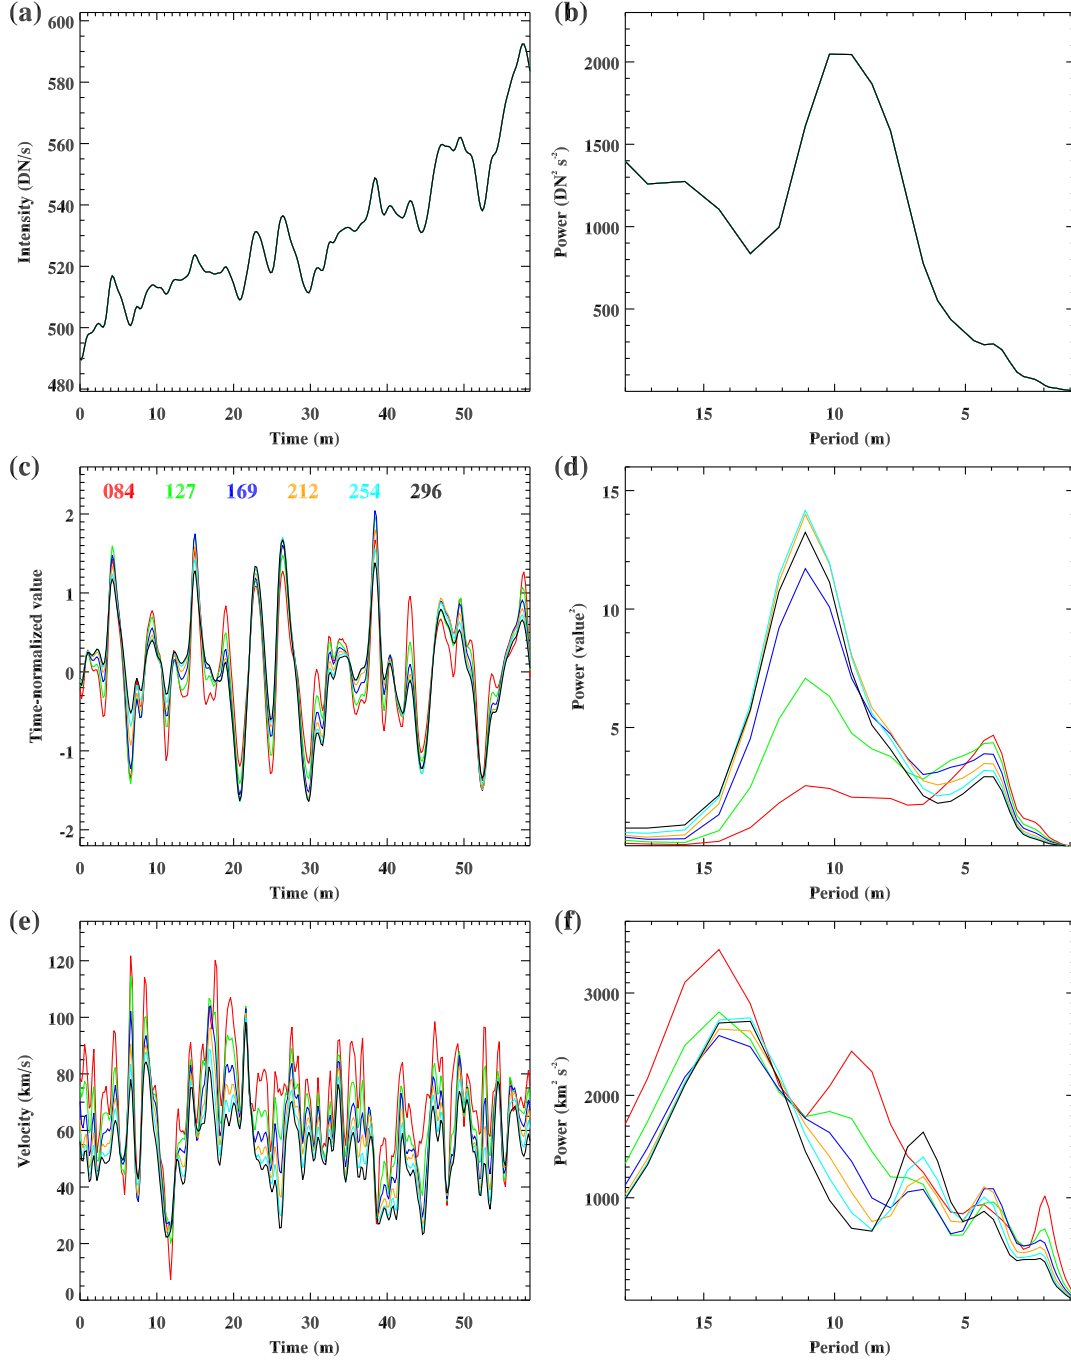 (a)
600
580
560
540
520
500
480
Intensity (DN/s)
0 10 20 30 40 50
Time (m)
(b)
2000
1500
1000
500
Power (DN² s⁻²)
15 10 5
Period (m)
(c)
084 127 169 212 254 296
2
1
0
-1
-2
Time-normalized value
0 10 20 30 40 50
Time (m)
(d)
15
10
5
Power (value²)
15 10 5
Period (m)
(e)
120
100
80
60
40
20
0
Velocity (km/s)
0 10 20 30 40 50
Time (m)
(f)
3000
2000
1000
Power (km² s⁻²)
15 10 5
Period (m)